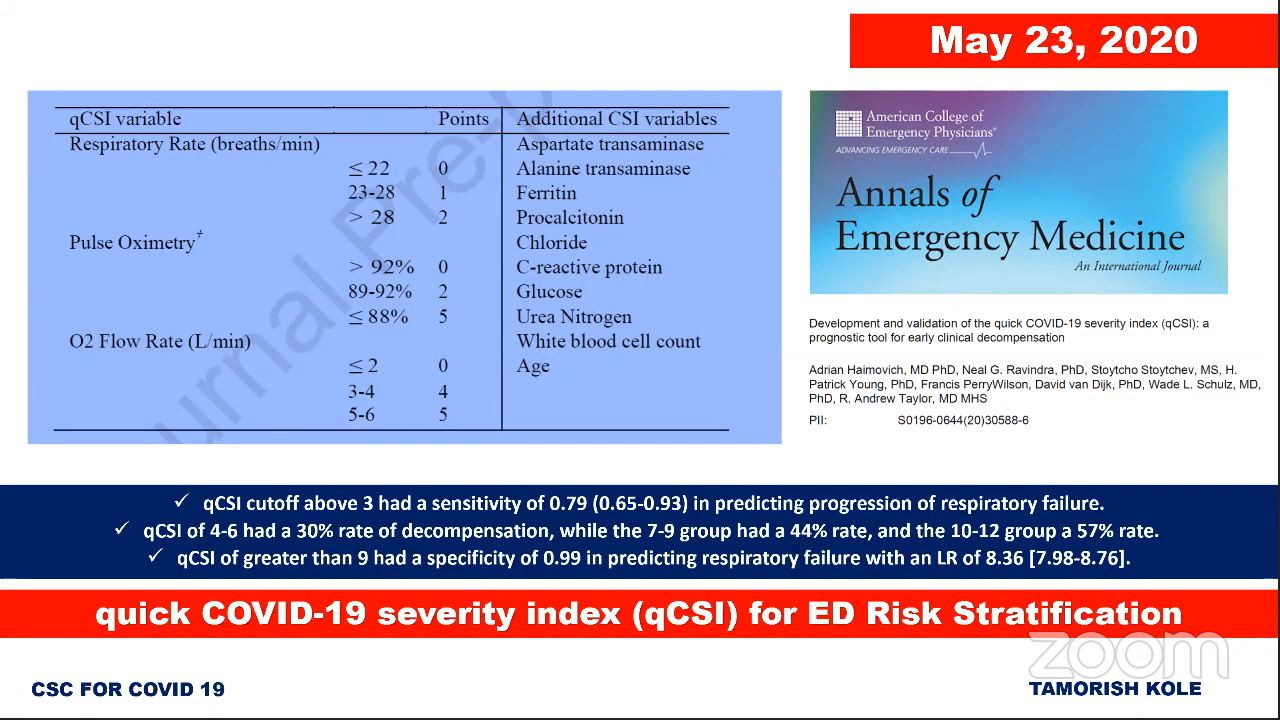 May 23, 2020
qCSI variable Points Additional CSI variables
Respiratory Rate (breaths/min) Aspartate transaminase
≤ 22 0 Alanine transaminase
23-28 1 Ferritin
> 28 2 Procalcitonin
Pulse Oximetry† Chloride
> 92% 0 C-reactive protein
89-92% 2 Glucose
≤ 88% 5 Urea Nitrogen
O2 Flow Rate (L/min) White blood cell count
≤ 2 0 Age
3-4 4
5-6 5
urnal Pre-p
American College of
Emergency Physicians®
ADVANCING EMERGENCY CARE
Annals of
Emergency Medicine
An International Journal
Development and validation of the quick COVID-19 severity index (qCSI): a
prognostic tool for early clinical decompensation
Adrian Haimovich, MD PhD, Neal G. Ravindra, PhD, Stoytcho Stoytchev, MS, H.
Patrick Young, PhD, Francis PerryWilson, David van Dijk, PhD, Wade L. Schulz, MD,
PhD, R. Andrew Taylor, MD MHS
PII: S0196-0644(20)30588-6
✓ qCSI cutoff above 3 had a sensitivity of 0.79 (0.65-0.93) in predicting progression of respiratory failure.
✓ qCSI of 4-6 had a 30% rate of decompensation, while the 7-9 group had a 44% rate, and the 10-12 group a 57% rate.
✓ qCSI of greater than 9 had a specificity of 0.99 in predicting respiratory failure with an LR of 8.36 [7.98-8.76].
quick COVID-19 severity index (qCSI) for ED Risk Stratification
zoom
CSC FOR COVID 19
TAMORISH KOLE